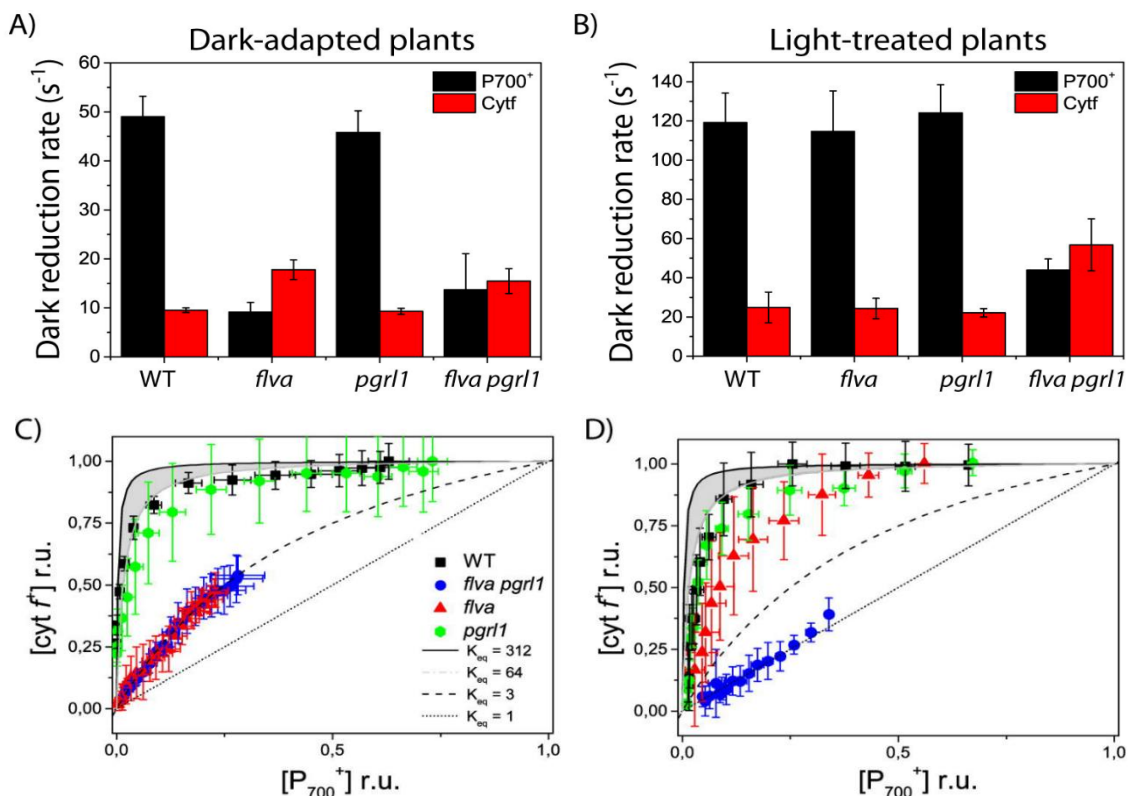 A)
Dark-adapted plants
Dark reduction rate (s⁻¹)
60
50
40
30
20
10
0
P700⁺
Cytf
WT
flva
pgrl1
flva pgrl1
B)
Light-treated plants
Dark reduction rate (s⁻¹)
140
120
100
80
60
40
20
0
P700⁺
Cytf
WT
flva
pgrl1
flva pgrl1
C)
[cyt f⁺] r.u.
1,00
0,75
0,50
0,25
0,00
WT
flva pgrl1
flva
pgrl1
K_eq = 312
K_eq = 64
K_eq = 3
K_eq = 1
0,0
0,5
1,0
[P₇₀₀⁺] r.u.
D)
[cyt f⁺] r.u.
1,00
0,75
0,50
0,25
0,00
0,0
0,5
1,0
[P₇₀₀⁺] r.u.